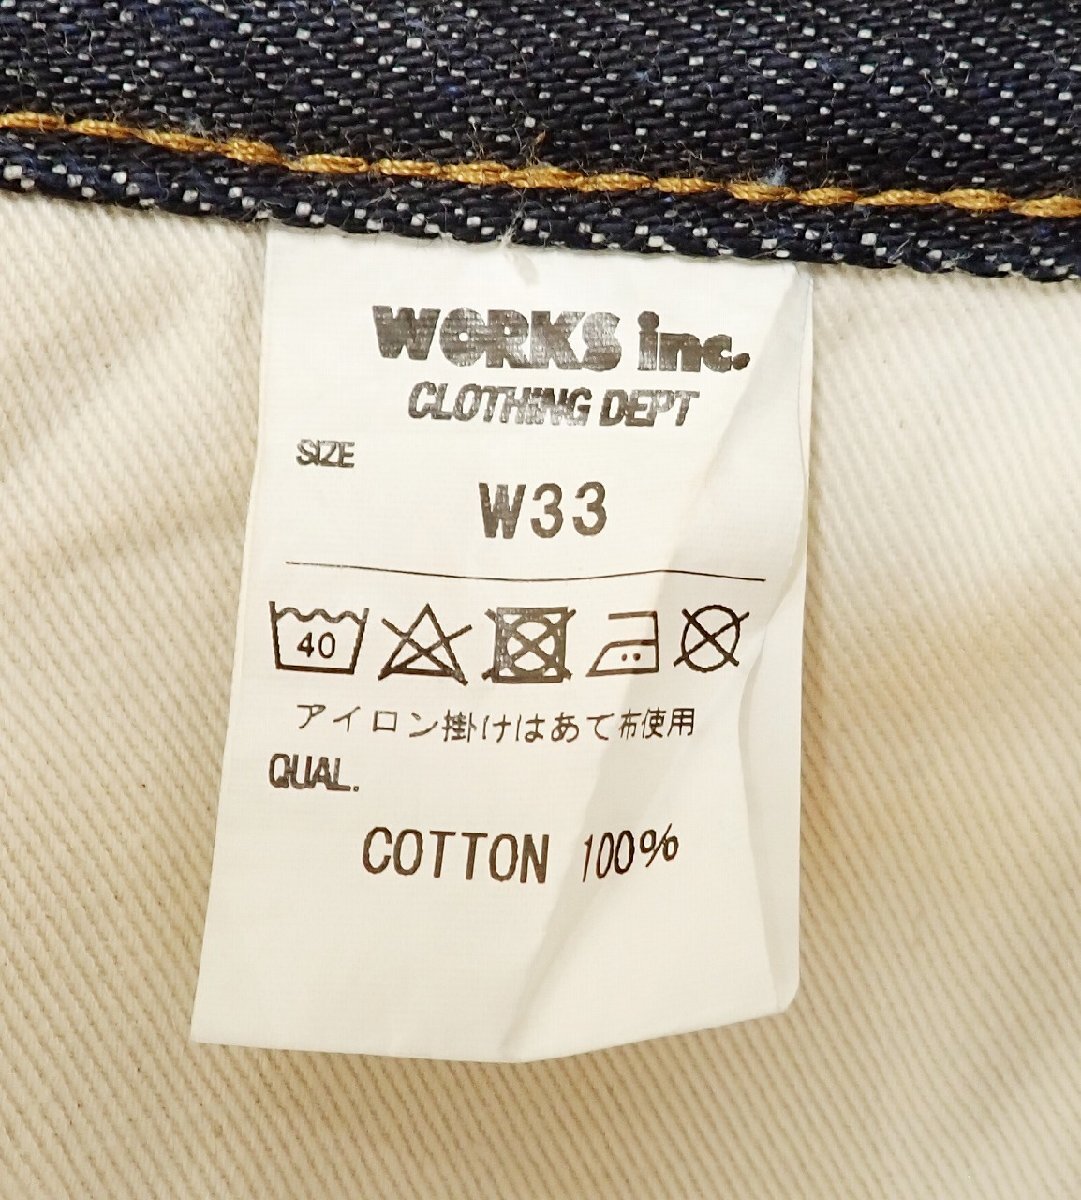 WORKS inc.
CLOTHING DEPT
SIZE
W33
40
アイロン掛けはあて布使用
QUAL.
COTTON 100%